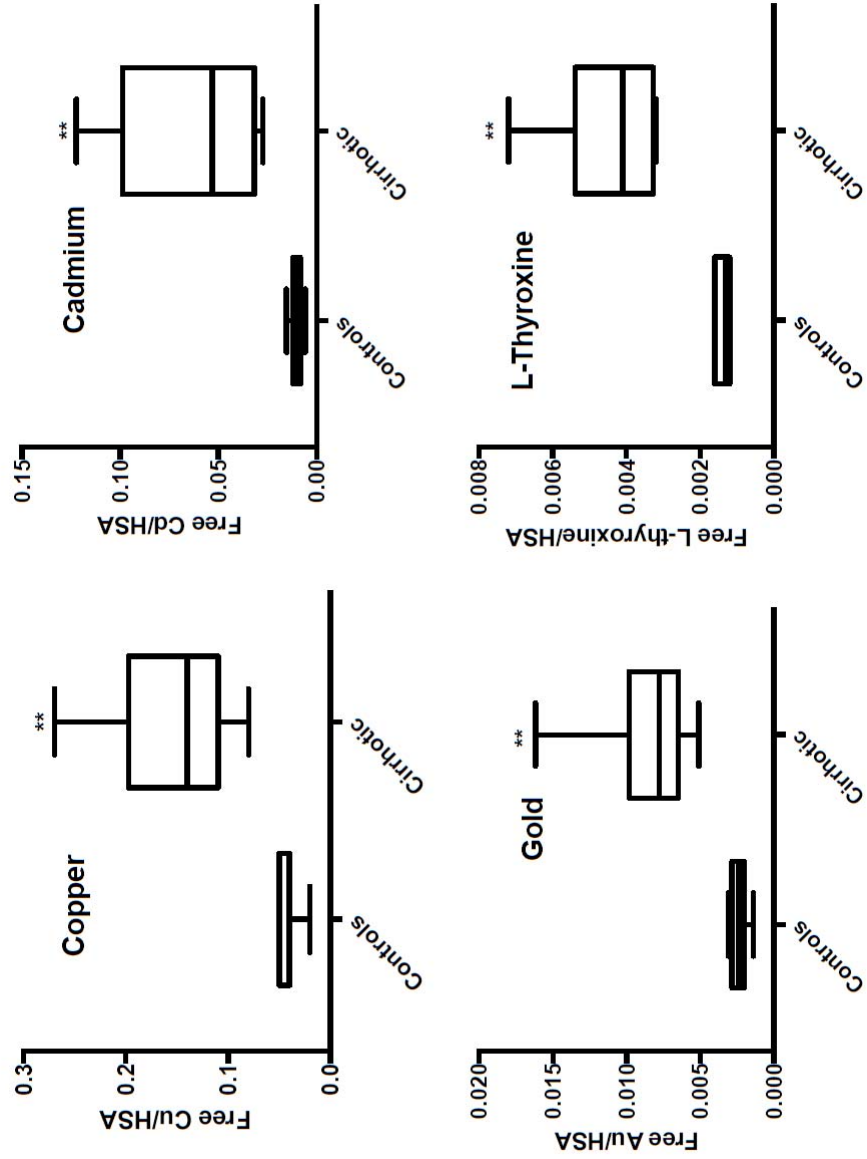 Copper
Free Cu/HSA
0.3
0.2
0.1
0.0
**
Controls
Cirrhotic
Cadmium
Free Cd/HSA
0.15
0.10
0.05
0.00
**
Controls
Cirrhotic
Gold
Free Au/HSA
0.020
0.015
0.010
0.005
0.000
**
Controls
Cirrhotic
L-Thyroxine
Free L-thyroxine/HSA
0.008
0.006
0.004
0.002
0.000
**
Controls
Cirrhotic